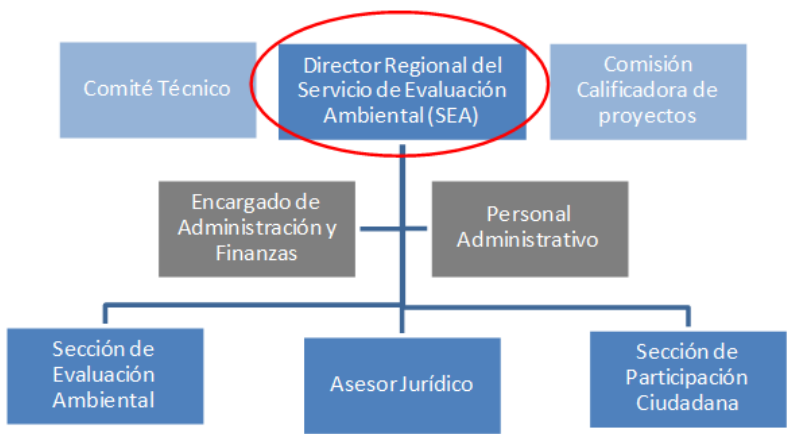 Comité Técnico
Director Regional del
Servicio de Evaluación
Ambiental (SEA)
Comisión
Calificadora de
proyectos
Encargado de
Administración y
Finanzas
Personal
Administrativo
Sección de
Evaluación
Ambiental
Asesor Jurídico
Sección de
Participación
Ciudadana